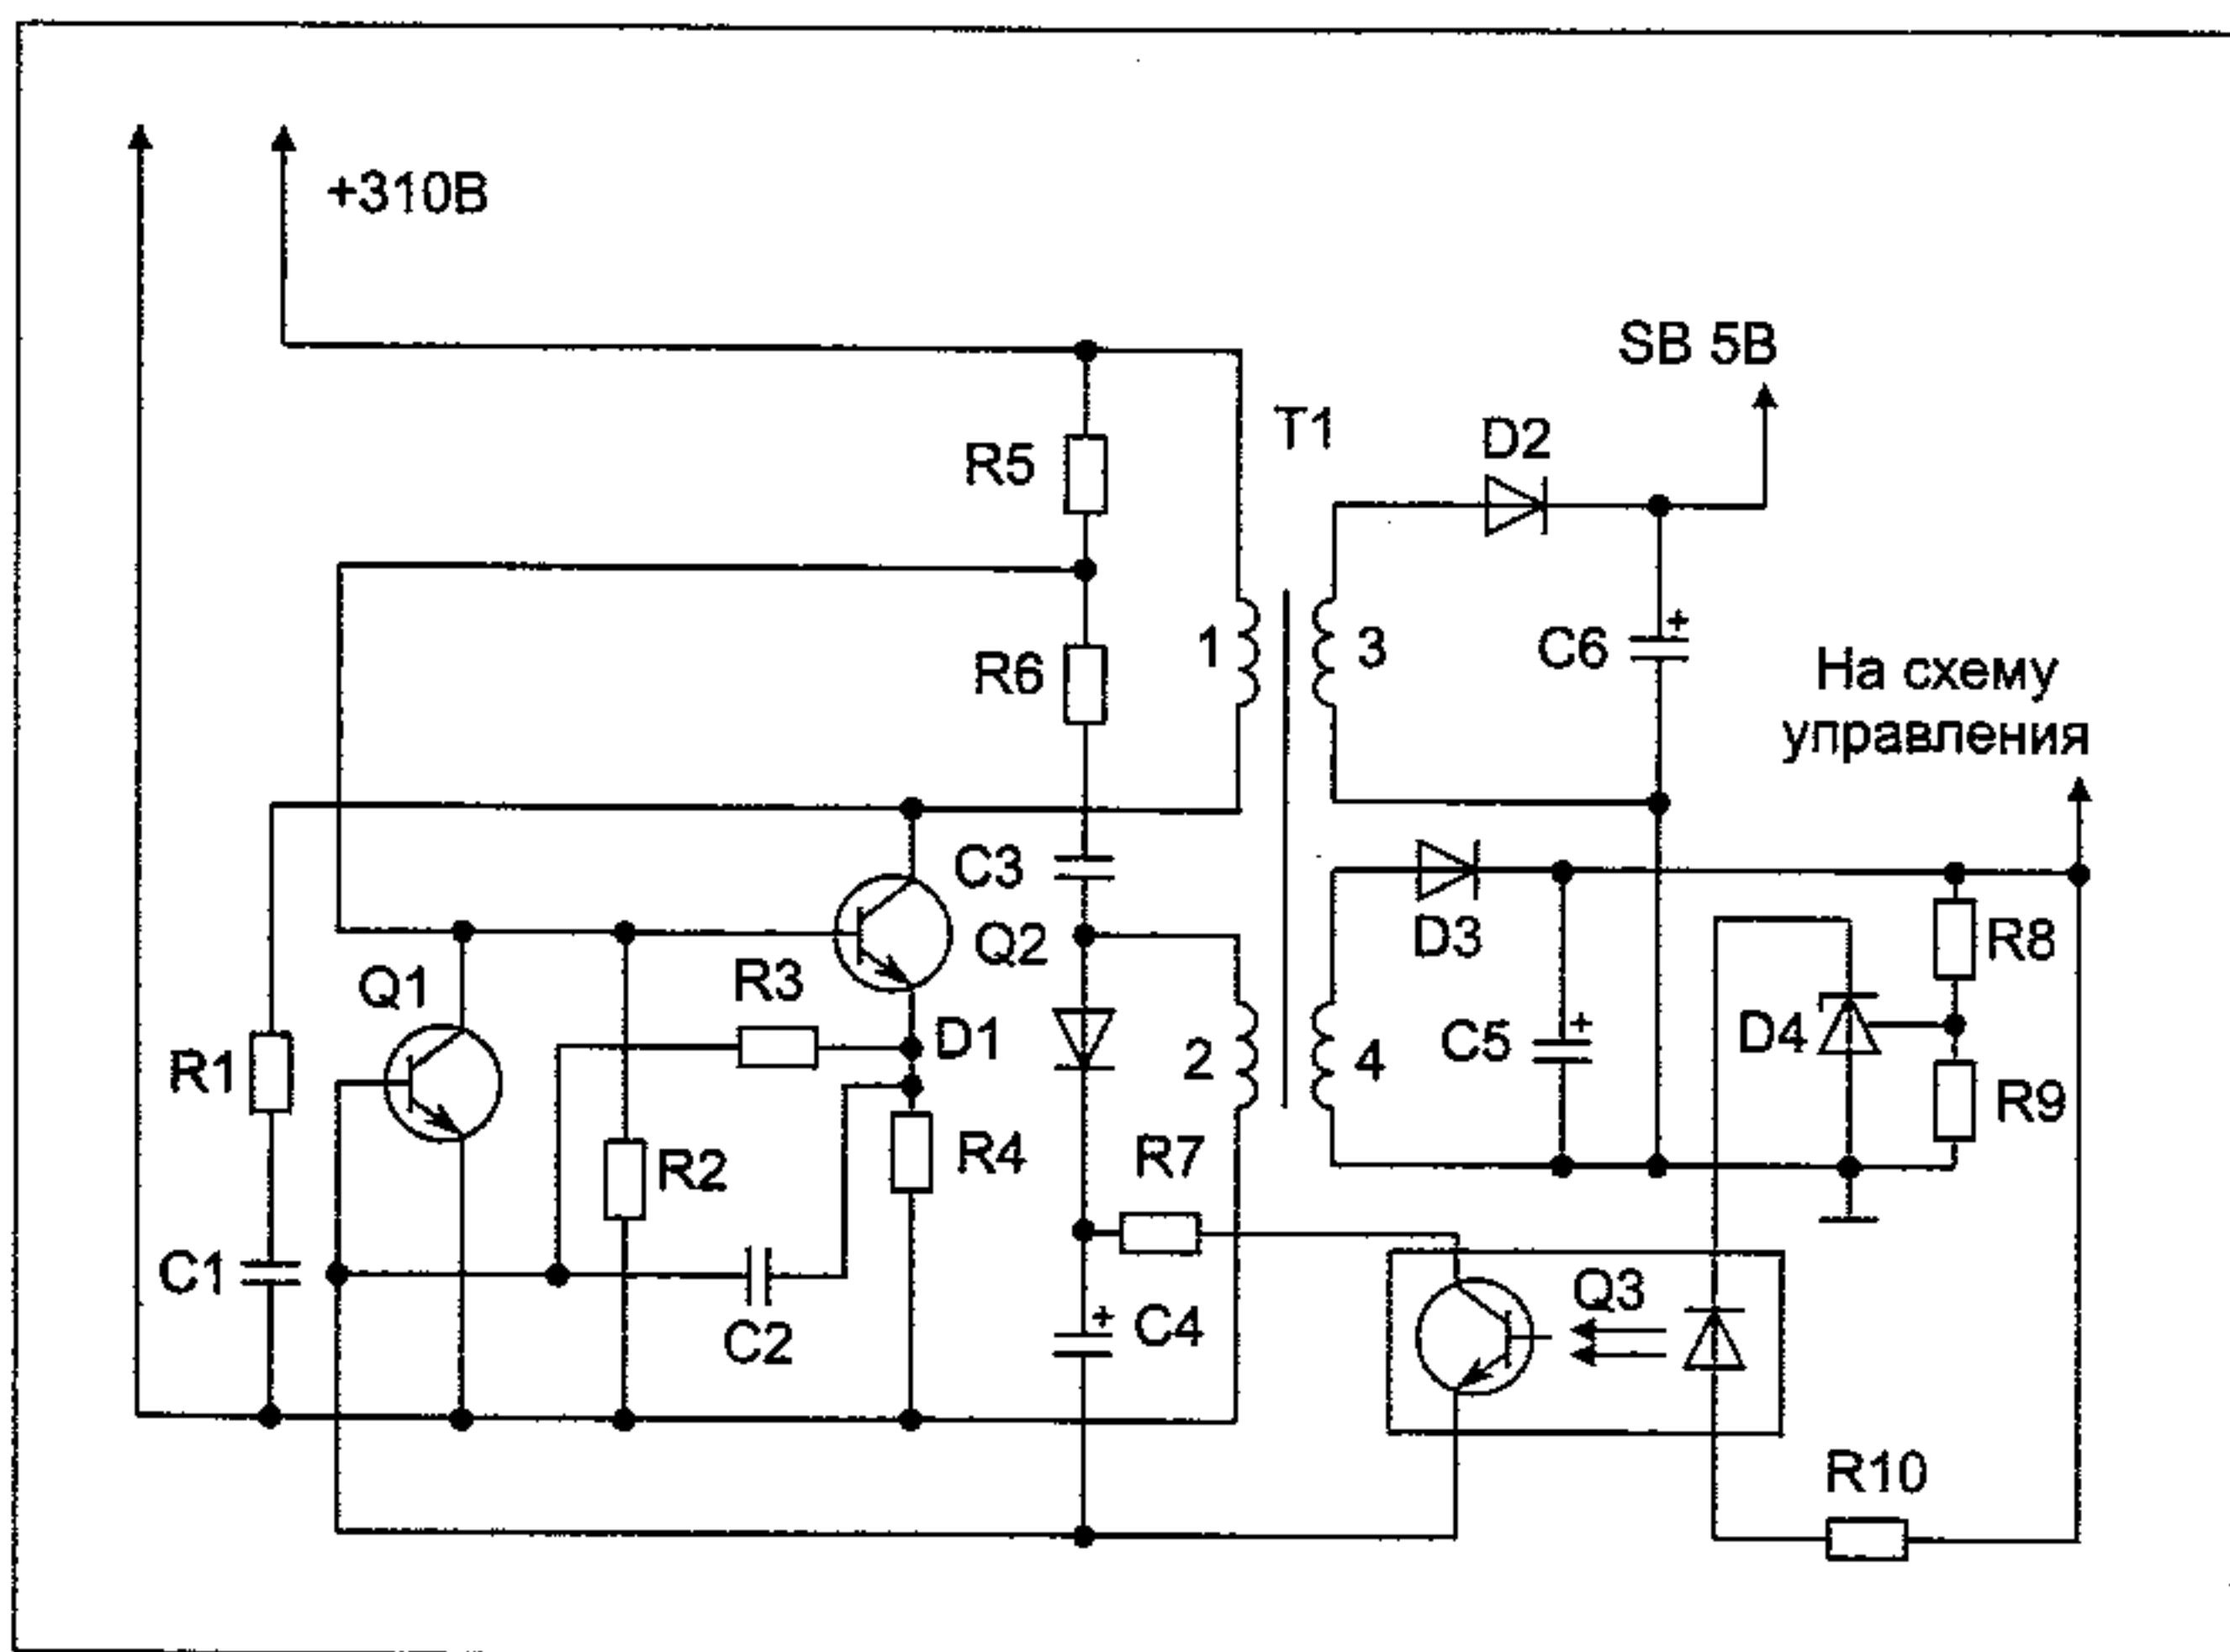 +310В
SB 5В
T1
D2
R5
1
3
C6
R6
На схему
управления
C3
D3
R8
Q2
Q1
R3
D1
C5
D4
R1
2
4
R9
R2
R4
R7
C1
C2
C4
Q3
R10
+
+
+